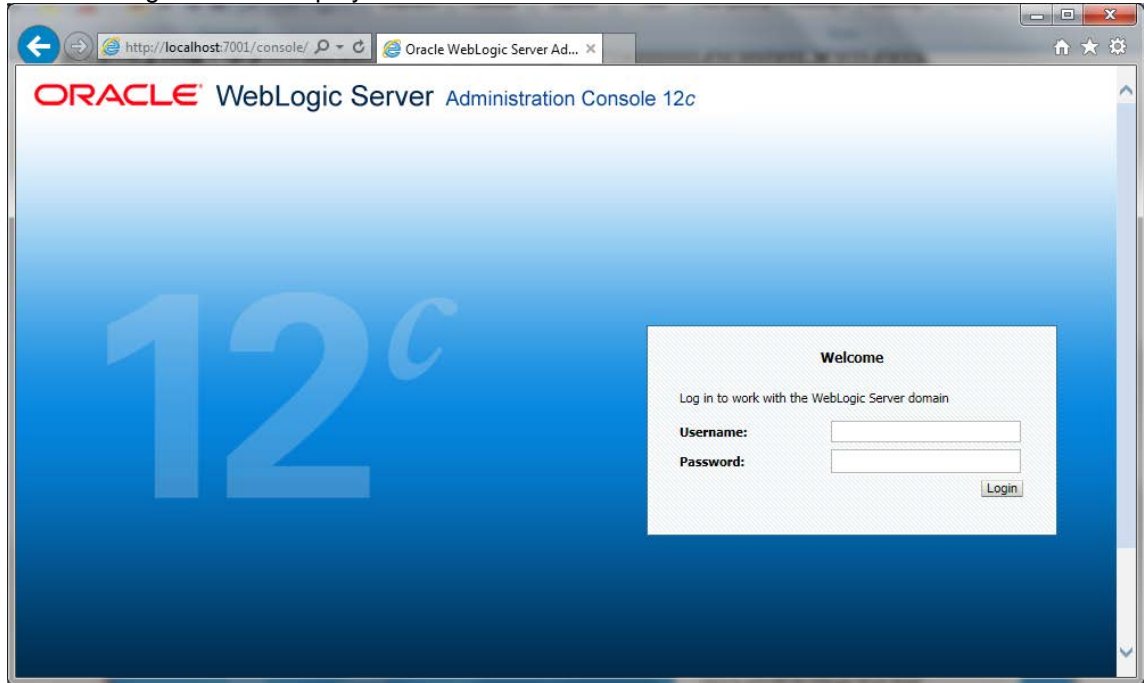 http://localhost:7001/console/
Oracle WebLogic Server Ad...
ORACLE WebLogic Server Administration Console 12c
12c
Welcome
Log in to work with the WebLogic Server domain
Username:
Password:
Login